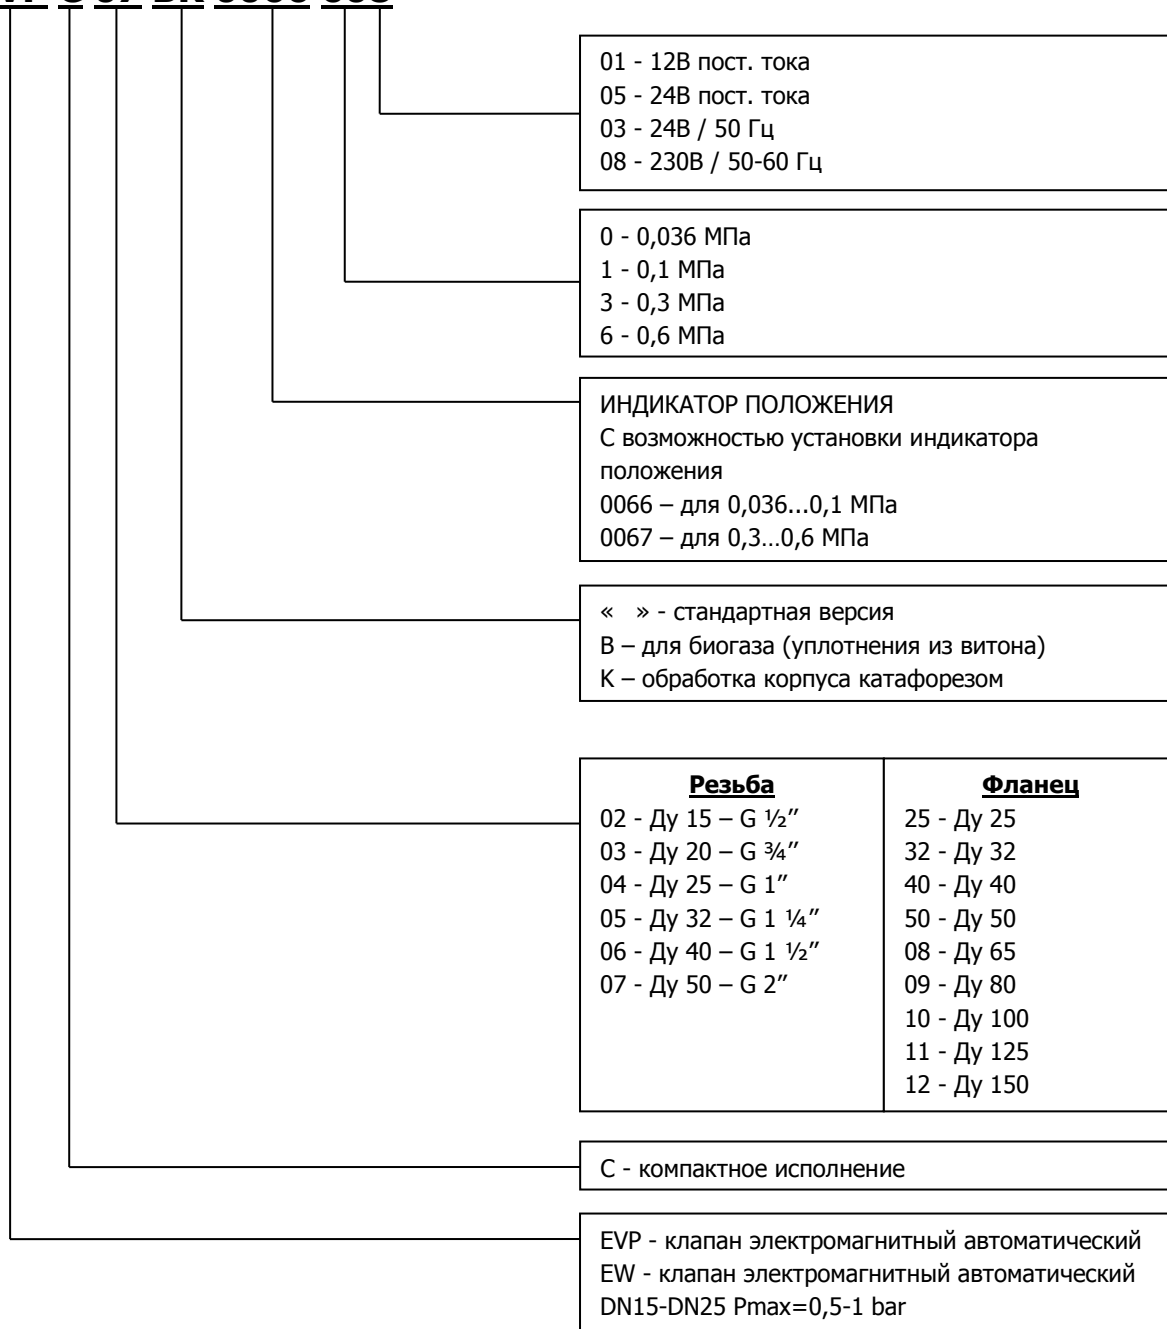 01 - 12В пост. тока
05 - 24В пост. тока
03 - 24В / 50 Гц
08 - 230В / 50-60 Гц
0 - 0,036 МПа
1 - 0,1 МПа
3 - 0,3 МПа
6 - 0,6 МПа
ИНДИКАТОР ПОЛОЖЕНИЯ
С возможностью установки индикатора
положения
0066 – для 0,036...0,1 МПа
0067 – для 0,3…0,6 МПа
«   » - стандартная версия
В – для биогаза (уплотнения из витона)
К – обработка корпуса катафорезом
Резьба
02 - Ду 15 – G ½″
03 - Ду 20 – G ¾″
04 - Ду 25 – G 1″
05 - Ду 32 – G 1 ¼″
06 - Ду 40 – G 1 ½″
07 - Ду 50 – G 2″
Фланец
25 - Ду 25
32 - Ду 32
40 - Ду 40
50 - Ду 50
08 - Ду 65
09 - Ду 80
10 - Ду 100
11 - Ду 125
12 - Ду 150
С - компактное исполнение
EVP - клапан электромагнитный автоматический
EW - клапан электромагнитный автоматический
DN15-DN25 Pmax=0,5-1 bar